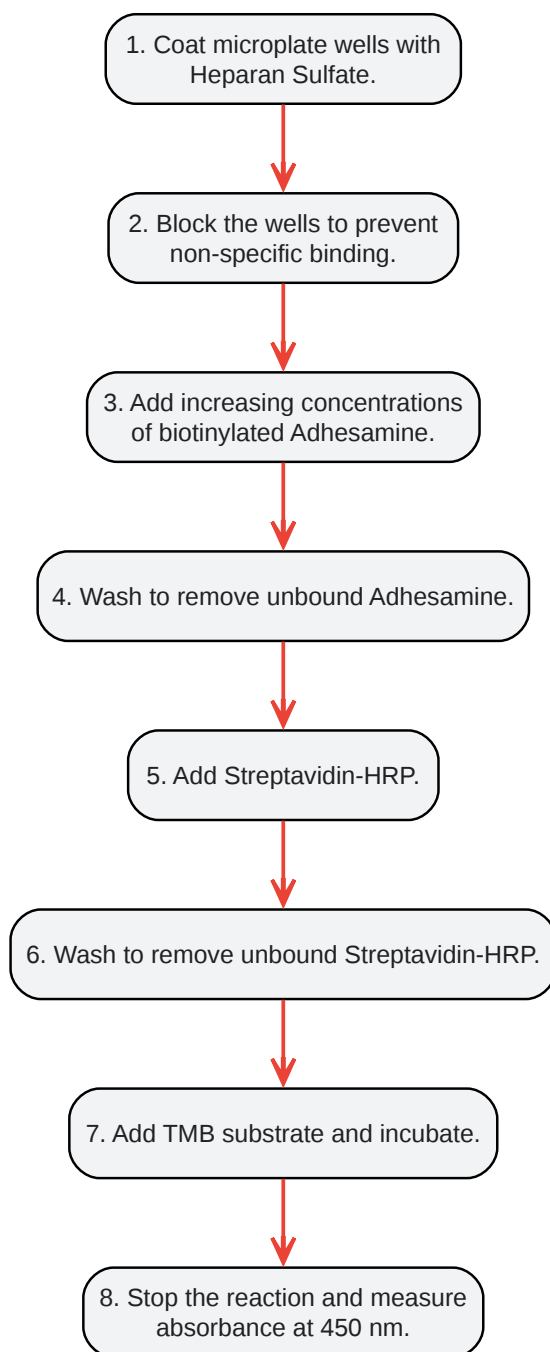 1. Coat microplate wells with
Heparan Sulfate.
2. Block the wells to prevent
non-specific binding.
3. Add increasing concentrations
of biotinylated Adhesamine.
4. Wash to remove unbound Adhesamine.
5. Add Streptavidin-HRP.
6. Wash to remove unbound Streptavidin-HRP.
7. Add TMB substrate and incubate.
8. Stop the reaction and measure
absorbance at 450 nm.